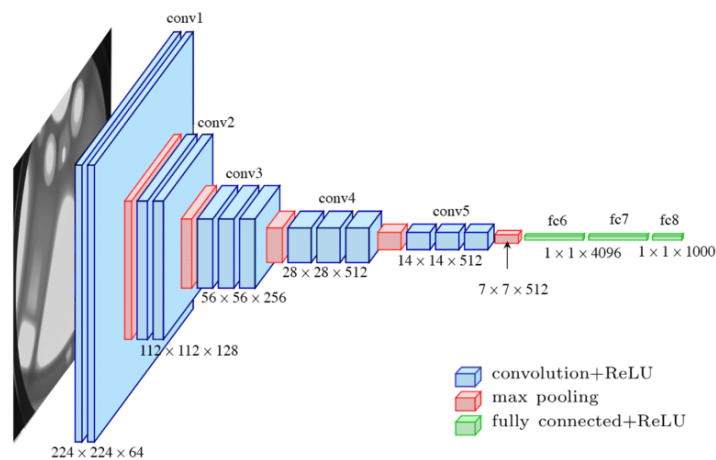 conv1
conv2
conv3
conv4
conv5
fc6
fc7
fc8
224 × 224 × 64
112 × 112 × 128
56 × 56 × 256
28 × 28 × 512
14 × 14 × 512
7 × 7 × 512
1 × 1 × 4096
1 × 1 × 1000
convolution+ReLU
max pooling
fully connected+ReLU